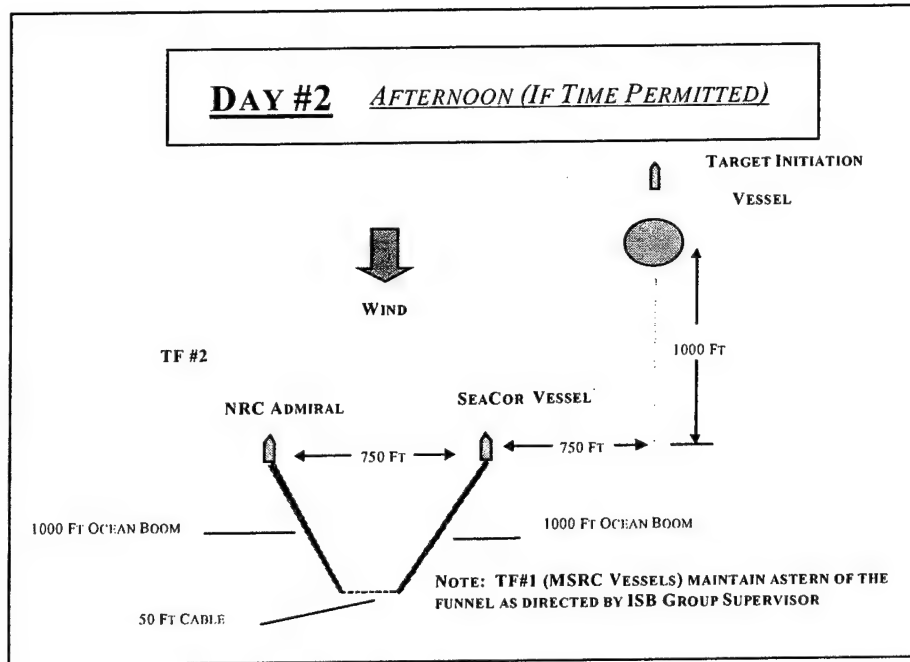 DAY #2 AFTERNOON (IF TIME PERMITTED)
TARGET INITIATION
VESSEL
WIND
1000 FT
TF #2
NRC ADMIRAL
SEACOR VESSEL
750 FT
750 FT
1000 FT OCEAN BOOM
1000 FT OCEAN BOOM
NOTE: TF#1 (MSRC VESSELS) MAINTAIN ASTERN OF THE
FUNNEL AS DIRECTED BY ISB GROUP SUPERVISOR
50 FT CABLE